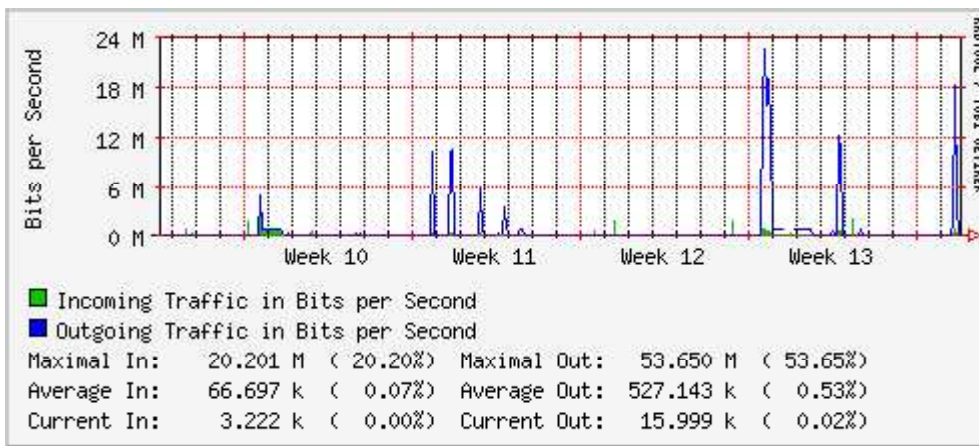 Bits per Second
24 M
18 M
12 M
6 M
0 M
Week 10 Week 11 Week 12 Week 13
Incoming Traffic in Bits per Second
Outgoing Traffic in Bits per Second
Maximal In: 20.201 M ( 20.20%) Maximal Out: 53.650 M ( 53.65%)
Average In: 66.697 k ( 0.07%) Average Out: 527.143 k ( 0.53%)
Current In: 3.222 k ( 0.00%) Current Out: 15.999 k ( 0.02%)